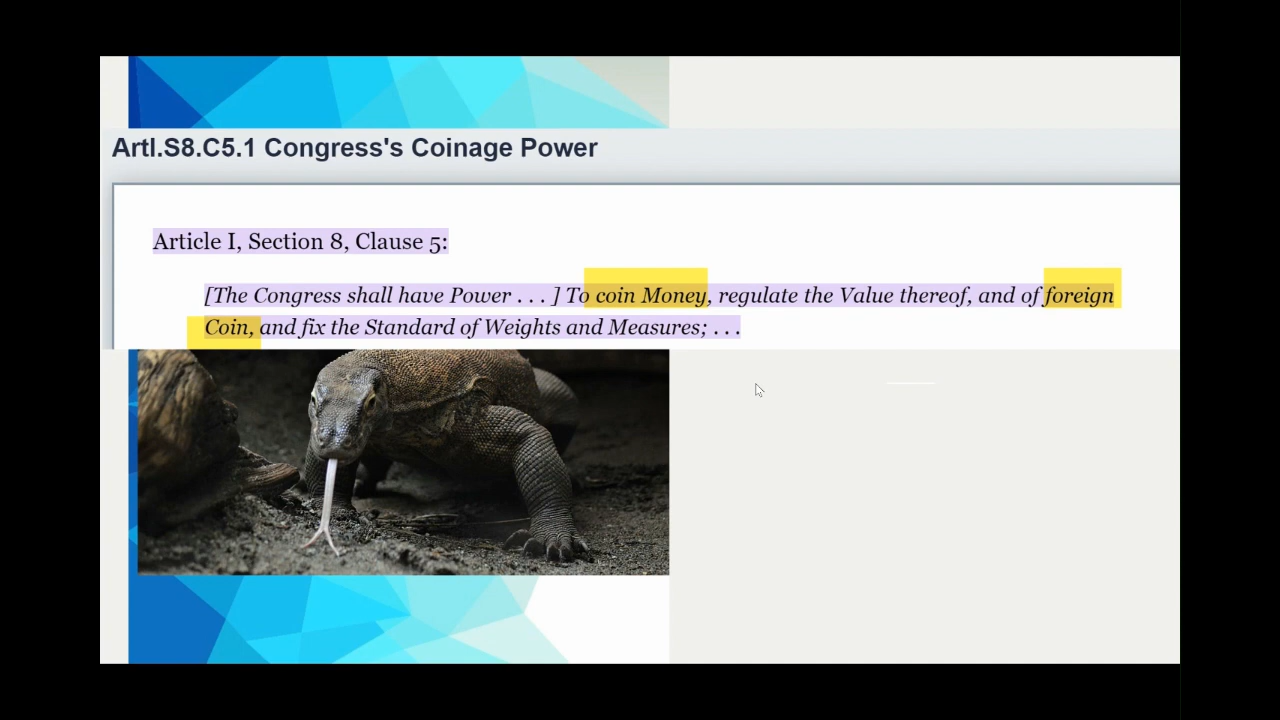 ArtI.S8.C5.1 Congress's Coinage Power
Article I, Section 8, Clause 5:
[The Congress shall have Power . . . ] To coin Money, regulate the Value thereof, and of foreign
Coin, and fix the Standard of Weights and Measures; . . .